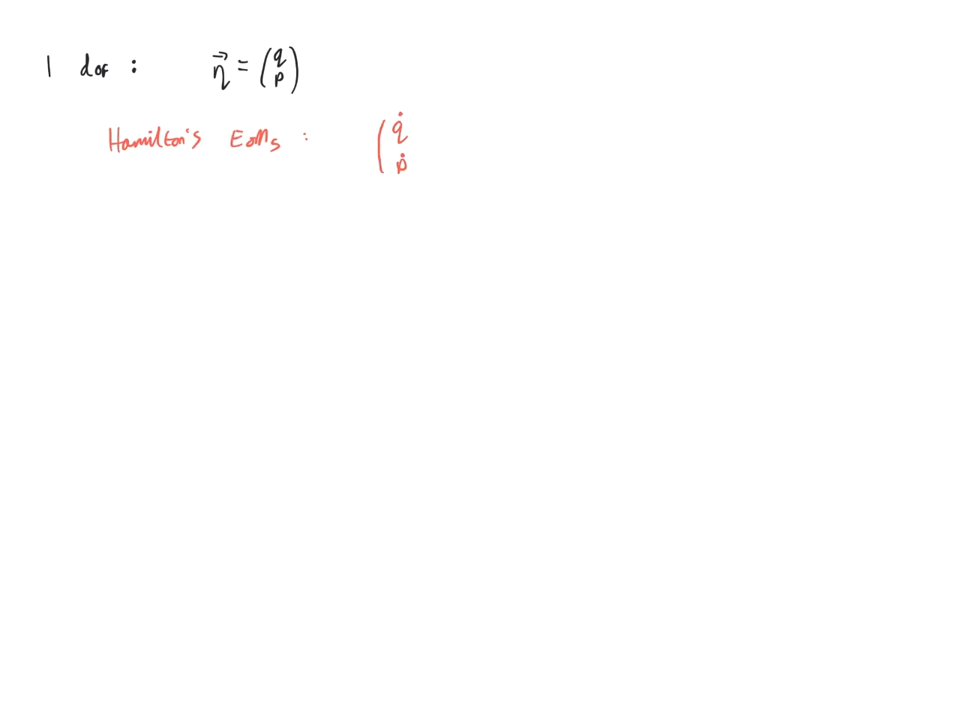 1 dof : η⃗ = (q p)
Hamilton's EoMs : (q̇ ṗ